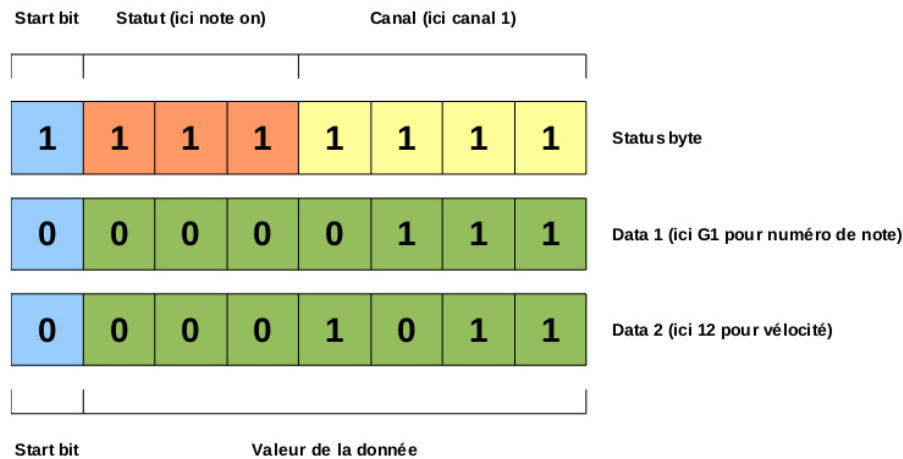 Start bit Statut (ici note on) Canal (ici canal 1)
1 1 1 1 1 1 1 1 Status byte
0 0 0 0 0 1 1 1 Data 1 (ici G1 pour numéro de note)
0 0 0 0 1 0 1 1 Data 2 (ici 12 pour vélocité)
Start bit Valeur de la donnée